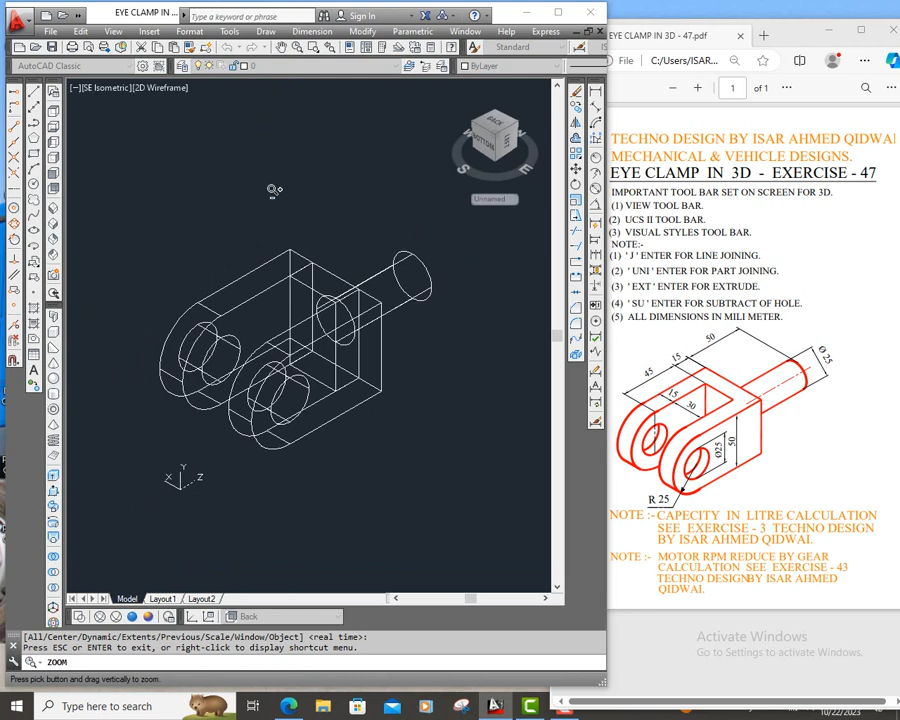 EYE CLAMP IN ...
Type a keyword or phrase
Sign In
File Edit View Insert Format Tools Draw Dimension Modify Parametric Window Help Express
Standard
AutoCAD Classic
0
ByLayer
[−][SE Isometric][2D Wireframe]
BACK
BOTTOM
S
E
Unnamed
Y
X
Z
Model Layout1 Layout2
Back
[All/Center/Dynamic/Extents/Previous/Scale/Window/Object] <real time>:
Press ESC or ENTER to exit, or right-click to display shortcut menu.
ZOOM
Press pick button and drag vertically to zoom.
EYE CLAMP IN 3D - 47.pdf
File
C:/Users/ISAR...
1 of 1
TECHNO DESIGN BY ISAR AHMED QIDWAI
MECHANICAL & VEHICLE DESIGNS.
EYE CLAMP IN 3D - EXERCISE - 47
IMPORTANT TOOL BAR SET ON SCREEN FOR 3D.
(1) VIEW TOOL BAR.
(2) UCS II TOOL BAR.
(3) VISUAL STYLES TOOL BAR.
NOTE:-
(1) ' J ' ENTER FOR LINE JOINING.
(2) ' UNI ' ENTER FOR PART JOINING.
(3) ' EXT ' ENTER FOR EXTRUDE.
(4) ' SU ' ENTER FOR SUBTRACT OF HOLE.
(5) ALL DIMENSIONS IN MILI METER.
50
15
Ø 25
45
15
30
Ø25
50
R 25
NOTE :- CAPECITY IN LITRE CALCULATION
SEE EXERCISE - 3 TECHNO DESIGN
BY ISAR AHMED QIDWAI.
NOTE :- MOTOR RPM REDUCE BY GEAR
CALCULATION SEE EXERCISE - 43
TECHNO DESIGN BY ISAR AHMED
QIDWAI.
Activate Windows
Go to Settings to activate Windows.
Type here to search
10/22/2023